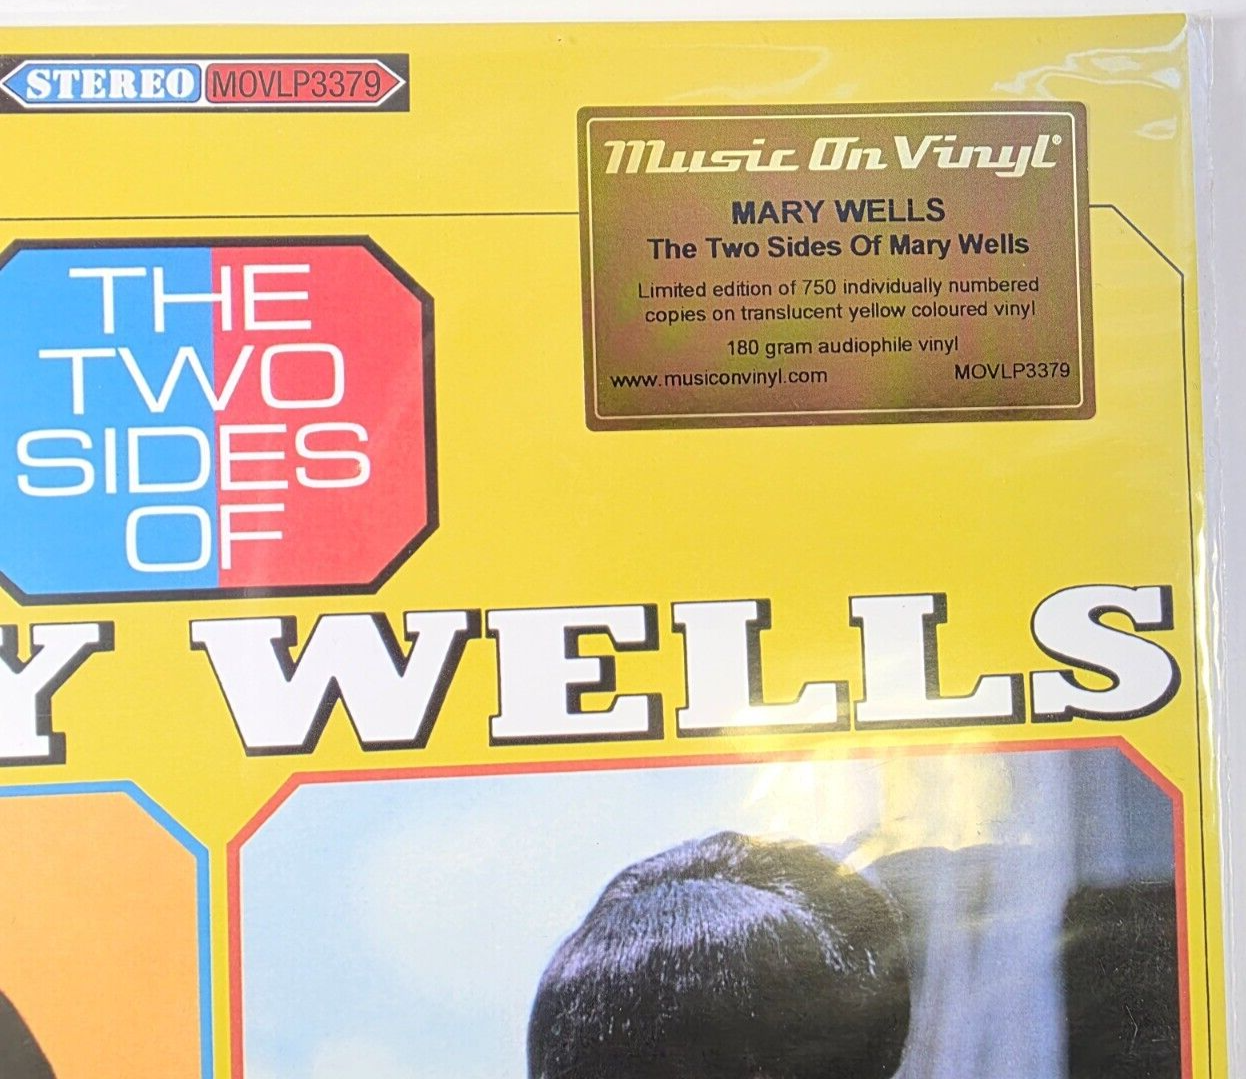 STEREO MOVLP3379
Music On Vinyl®
MARY WELLS
The Two Sides Of Mary Wells
Limited edition of 750 individually numbered
copies on translucent yellow coloured vinyl
180 gram audiophile vinyl
www.musiconvinyl.com MOVLP3379
THE
TWO
SIDES
OF
Y WELLS